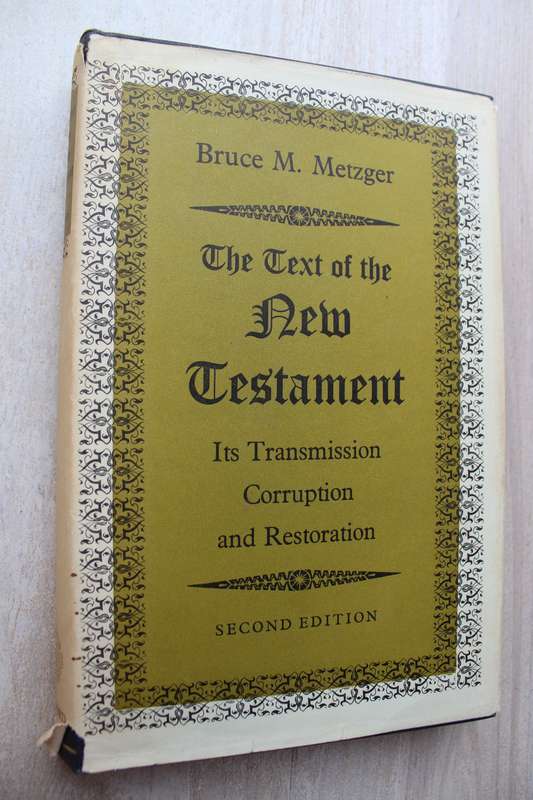 Bruce M. Metzger
The Text of the
New
Testament
Its Transmission
Corruption
and Restoration
SECOND EDITION